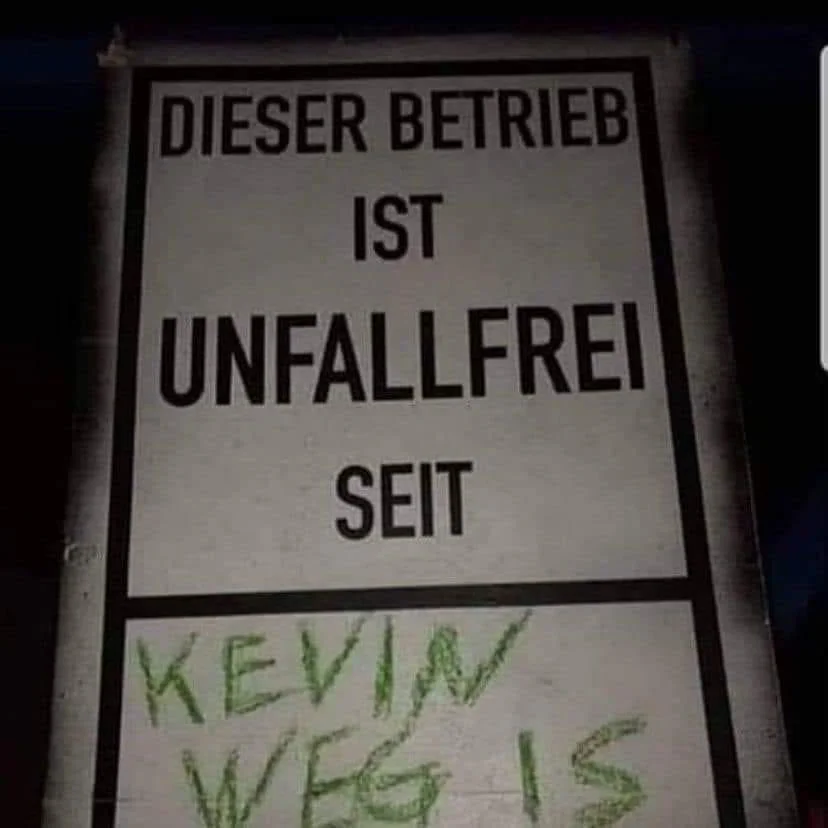 DIESER BETRIEB
IST
UNFALLFREI
SEIT
KEVIN
WEG IS